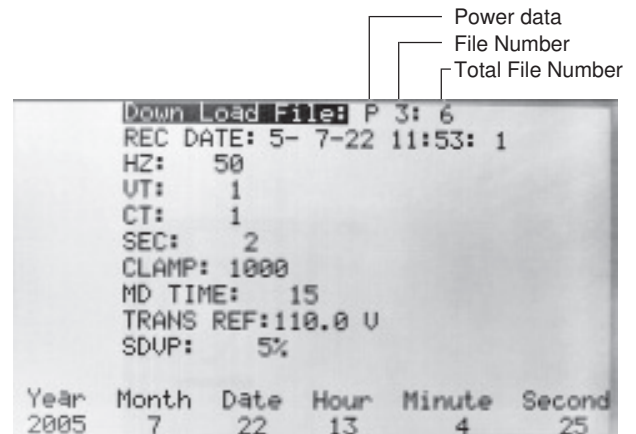 Power data
File Number
Total File Number
Down Load File: P 3: 6
REC DATE: 5- 7-22 11:53: 1
HZ: 50
VT: 1
CT: 1
SEC: 2
CLAMP: 1000
MD TIME: 15
TRANS REF:110.0 V
SDVP: 5%
Year Month Date Hour Minute Second
2005 7 22 13 4 25